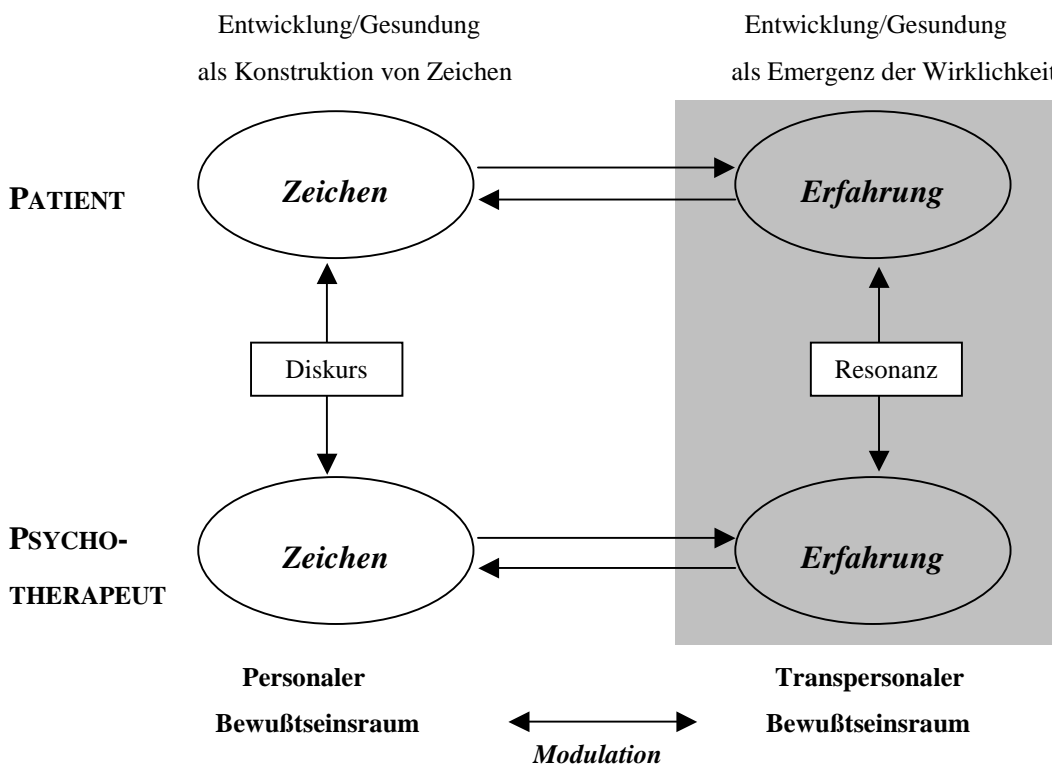 Entwicklung/Gesundung
als Konstruktion von Zeichen
Entwicklung/Gesundung
als Emergenz der Wirklichkeit
PATIENT
Zeichen
Erfahrung
Diskurs
Resonanz
PSYCHO-
THERAPEUT
Zeichen
Erfahrung
Personaler
Bewußtseinsraum
Transpersonaler
Bewußtseinsraum
Modulation